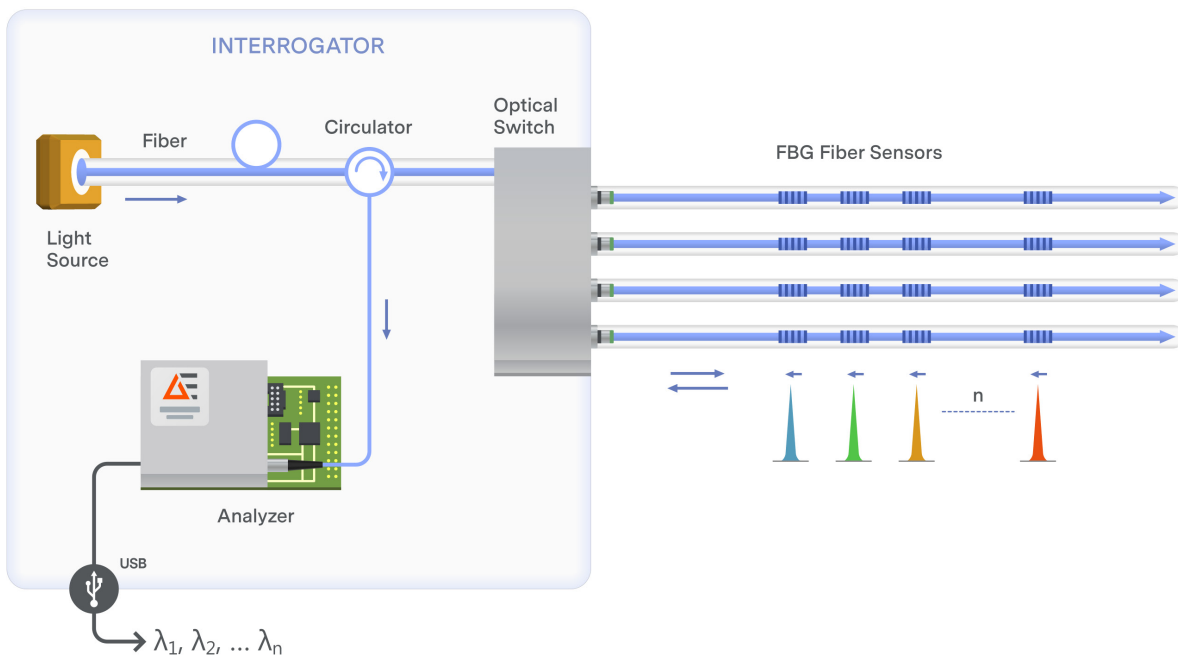 INTERROGATOR
Optical
Switch
Fiber
Circulator
FBG Fiber Sensors
Light
Source
n
Analyzer
USB
λ1, λ2, ... λn